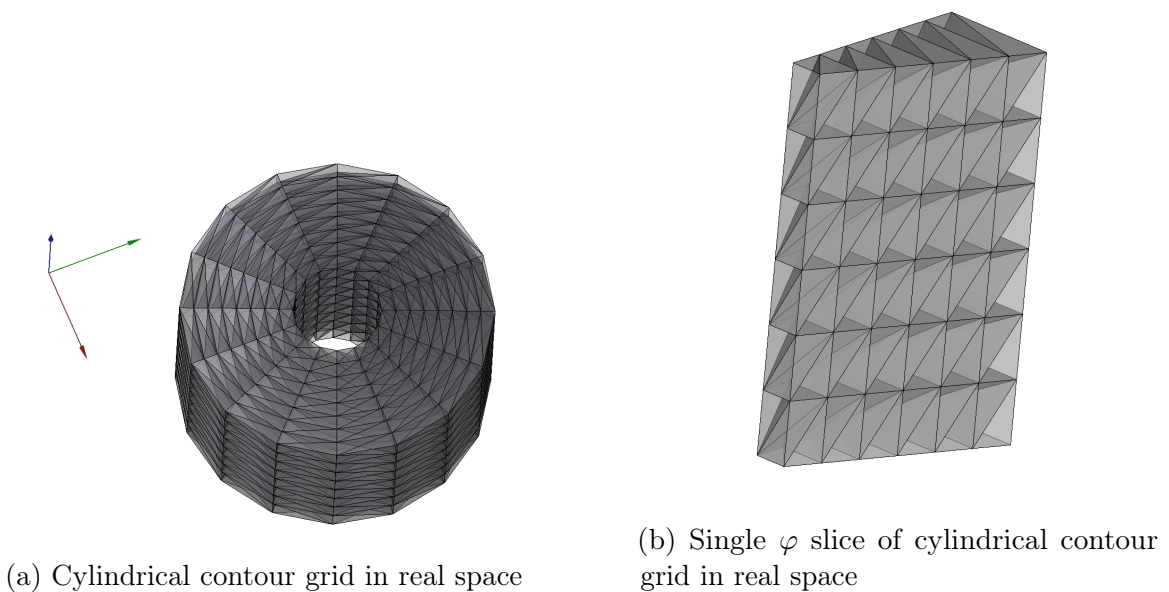 (a) Cylindrical contour grid in real space
(b) Single φ slice of cylindrical contour
grid in real space